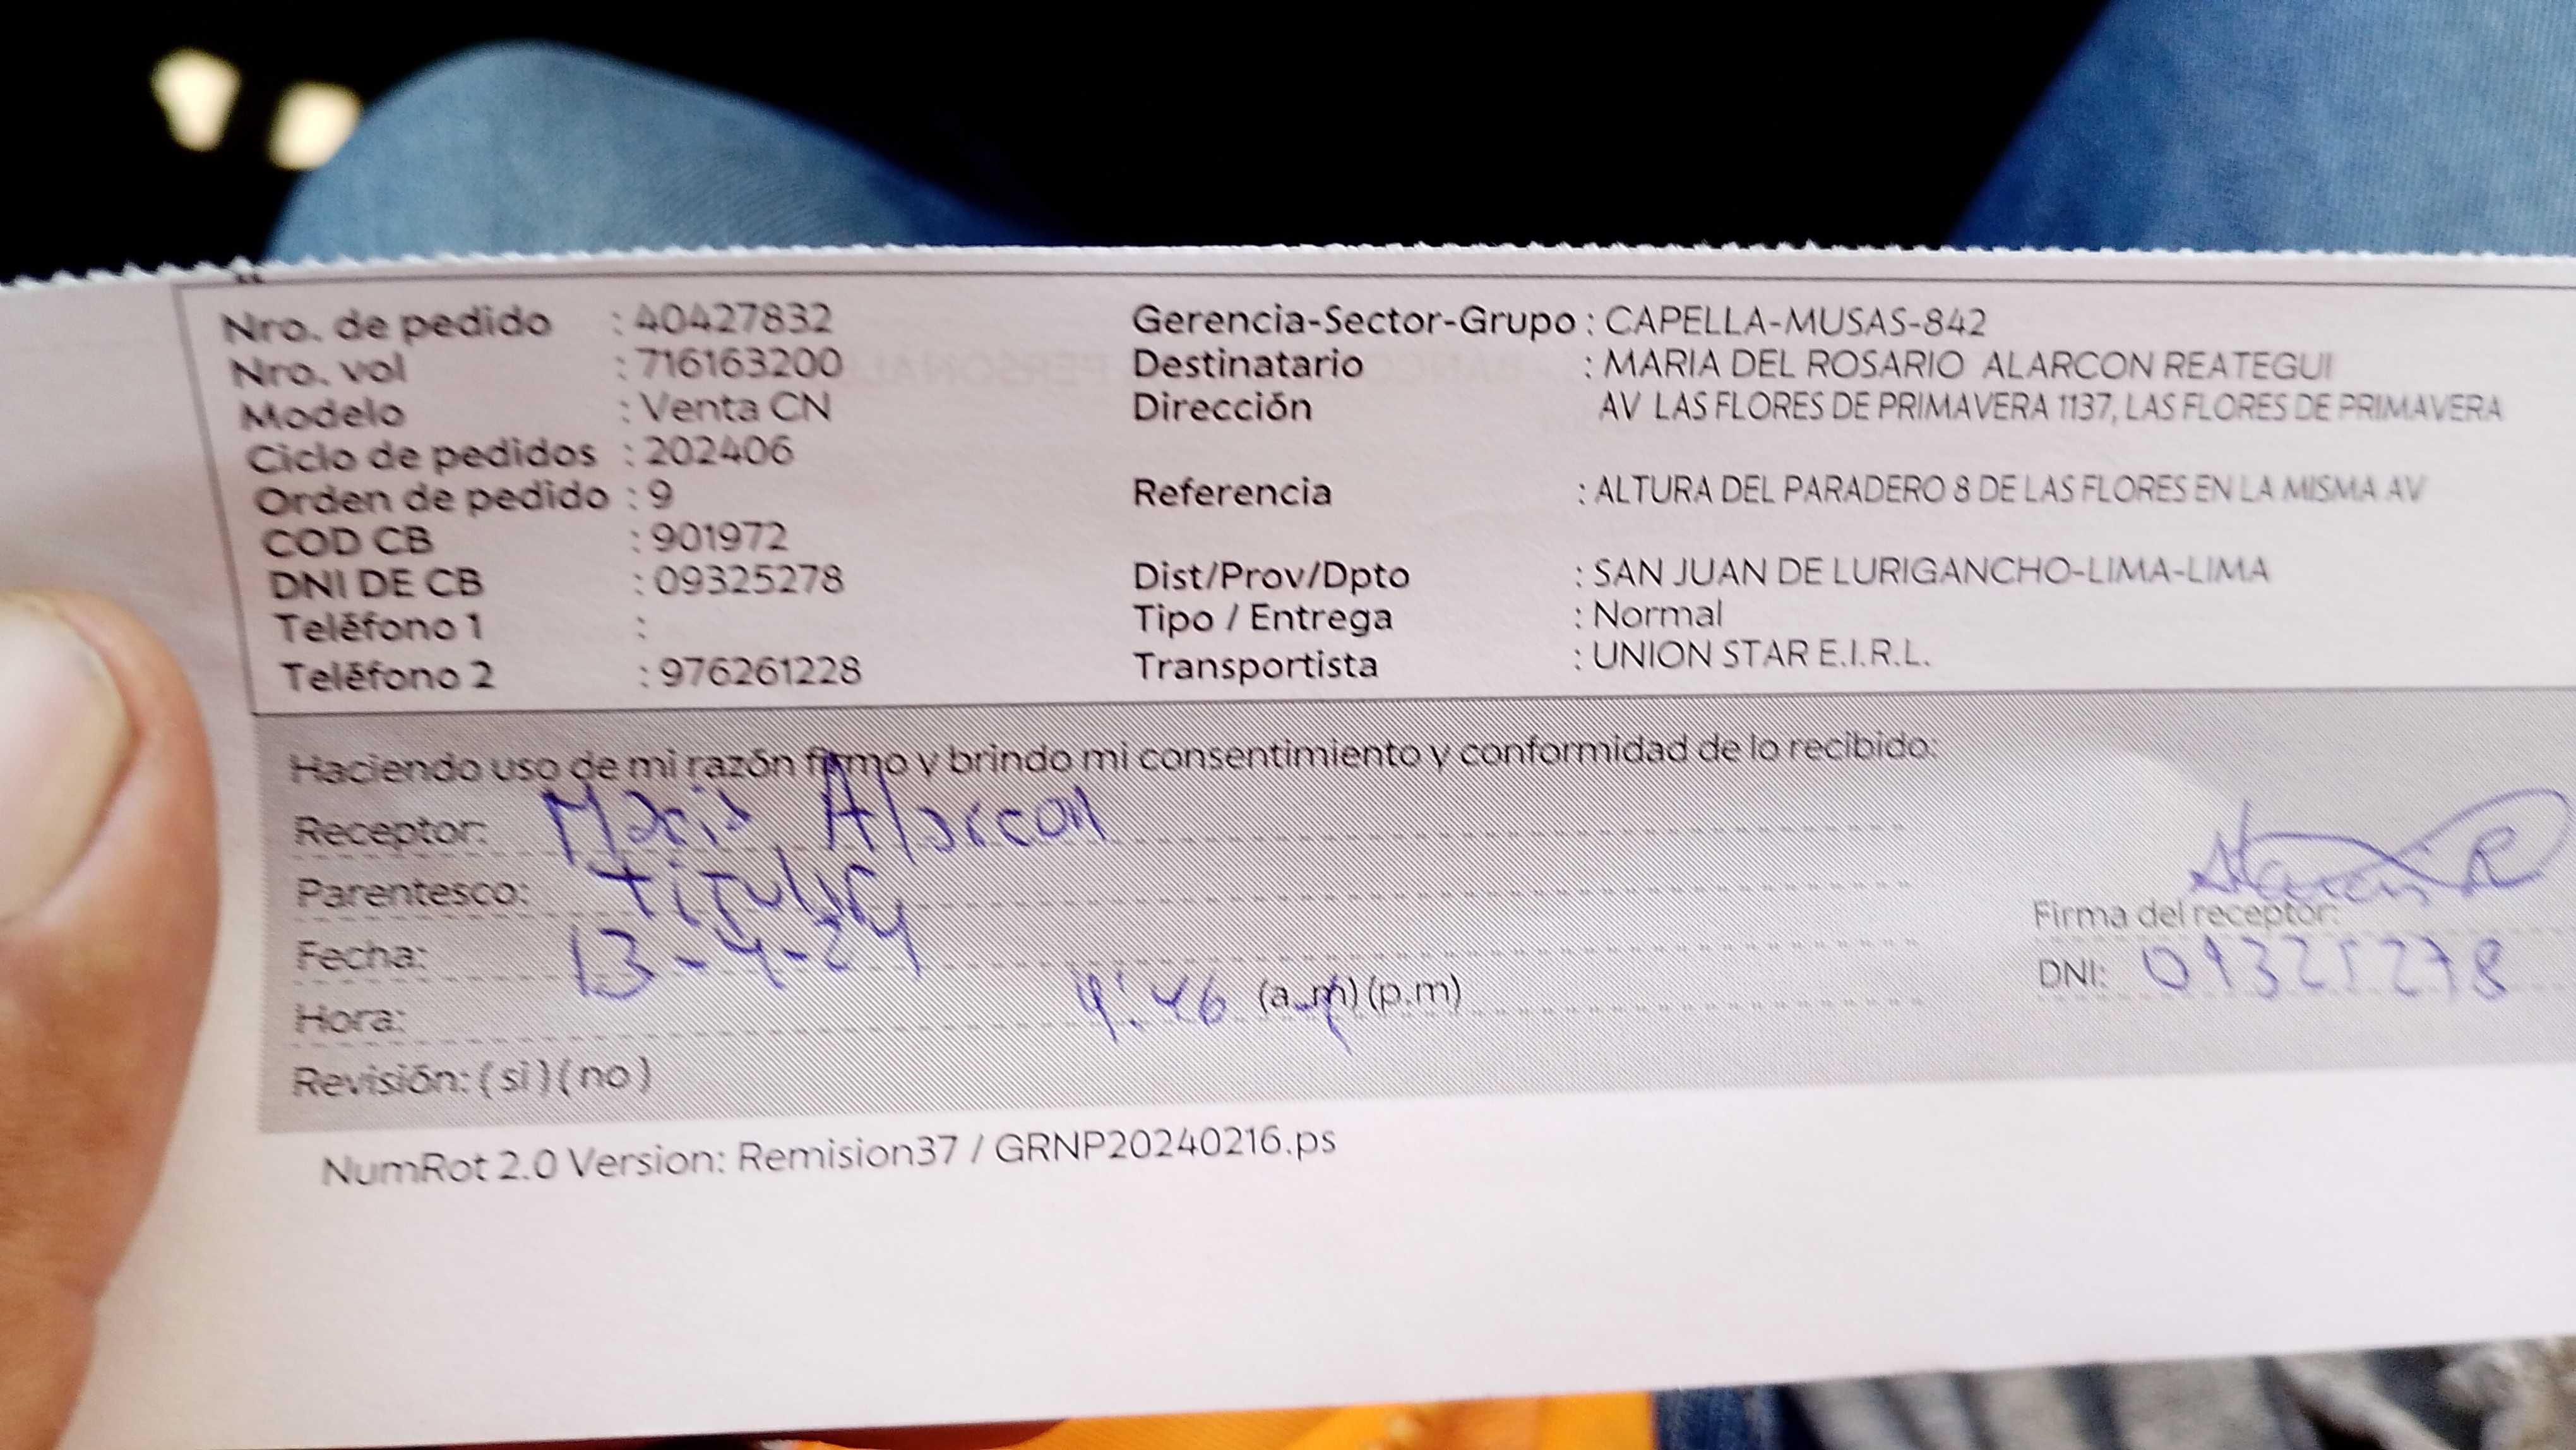 Nro. de pedido : 40427832
Nro. vol : 716163200
Modelo : Venta CN
Ciclo de pedidos : 202406
Orden de pedido : 9
COD CB : 901972
DNI DE CB : 09325278
Teléfono 1 :
Teléfono 2 : 976261228
Gerencia-Sector-Grupo : CAPELLA-MUSAS-842
Destinatario : MARIA DEL ROSARIO ALARCON REATEGUI
Dirección AV LAS FLORES DE PRIMAVERA 1137, LAS FLORES DE PRIMAVERA
Referencia : ALTURA DEL PARADERO 8 DE LAS FLORES EN LA MISMA AV
Dist/Prov/Dpto : SAN JUAN DE LURIGANCHO-LIMA-LIMA
Tipo / Entrega : Normal
Transportista : UNION STAR E.I.R.L.
Haciendo uso de mi razón firmo y brindo mi consentimiento y conformidad de lo recibido:
Receptor: Maria Alarcon
Parentesco: titular
Fecha: 13-4-24
Hora: (a.m) (p.m)
Revisión: ( si ) ( no )
Firma del receptor:
DNI: 09325278
NumRot 2.0 Version: Remision37 / GRNP20240216.ps